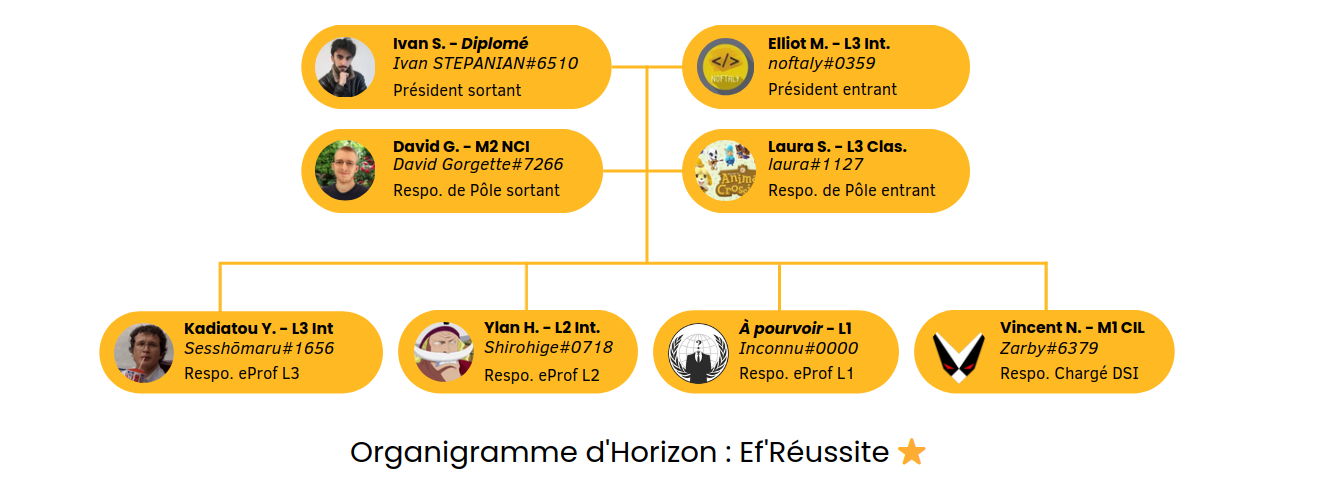 Ivan S. - Diplomé
Ivan STEPANIAN#6510
Président sortant
</>
NOFTALY
Elliot M. - L3 Int.
noftaly#0359
Président entrant
David G. - M2 NCI
David Gorgette#7266
Respo. de Pôle sortant
Laura S. - L3 Clas.
laura#1127
Respo. de Pôle entrant
Kadiatou Y. - L3 Int
Sesshōmaru#1656
Respo. eProf L3
Ylan H. - L2 Int.
Shirohige#0718
Respo. eProf L2
?
À pourvoir - L1
Inconnu#0000
Respo. eProf L1
Vincent N. - M1 CIL
Zarby#6379
Respo. Chargé DSI
Organigramme d'Horizon : Ef'Réussite